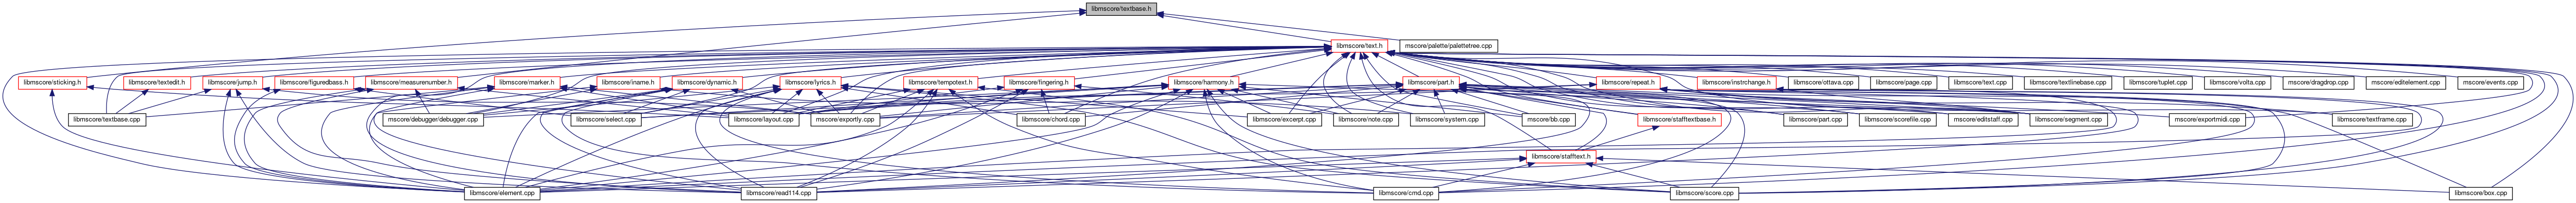 libmscore/textbase.h
libmscore/text.h
mscore/palette/palettetree.cpp
libmscore/sticking.h
libmscore/textedit.h
libmscore/jump.h
libmscore/figuredbass.h
libmscore/measurenumber.h
libmscore/marker.h
libmscore/iname.h
libmscore/dynamic.h
libmscore/lyrics.h
libmscore/tempotext.h
libmscore/fingering.h
libmscore/harmony.h
libmscore/part.h
libmscore/repeat.h
libmscore/instrchange.h
libmscore/ottava.cpp
libmscore/page.cpp
libmscore/text.cpp
libmscore/textlinebase.cpp
libmscore/tuplet.cpp
libmscore/volta.cpp
mscore/dragdrop.cpp
mscore/editelement.cpp
mscore/events.cpp
libmscore/textbase.cpp
mscore/debugger/debugger.cpp
libmscore/select.cpp
libmscore/layout.cpp
mscore/exportly.cpp
libmscore/chord.cpp
libmscore/excerpt.cpp
libmscore/note.cpp
libmscore/system.cpp
mscore/bb.cpp
libmscore/stafftextbase.h
libmscore/part.cpp
libmscore/scorefile.cpp
mscore/editstaff.cpp
libmscore/segment.cpp
mscore/exportmidi.cpp
libmscore/textframe.cpp
libmscore/stafftext.h
libmscore/element.cpp
libmscore/read114.cpp
libmscore/cmd.cpp
libmscore/score.cpp
libmscore/box.cpp